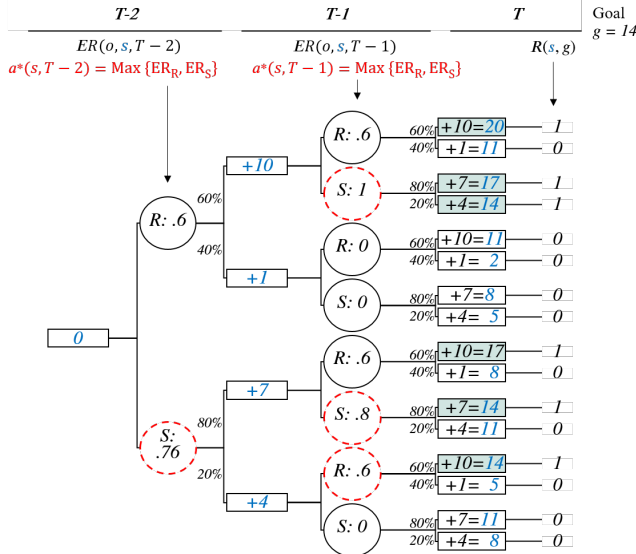 T-2 T-1 T Goal
g = 14
ER(o, s, T − 2) ER(o, s, T − 1) R(s, g)
a*(s, T − 2) = Max {ER_R, ER_S} a*(s, T − 1) = Max {ER_R, ER_S}
R: .6 60% +10=20 1
40% +1=11 0
+10
S: 1 80% +7=17 1
20% +4=14 1
60%
R: .6
40%
R: 0 60% +10=11 0
40% +1= 2 0
+1
S: 0 80% +7=8 0
20% +4= 5 0
0
R: .6 60% +10=17 1
40% +1= 8 0
+7
S: .8 80% +7=14 1
20% +4=11 0
80%
S:
.76
20%
R: .6 60% +10=14 1
40% +1= 5 0
+4
S: 0 80% +7=11 0
20% +4= 8 0